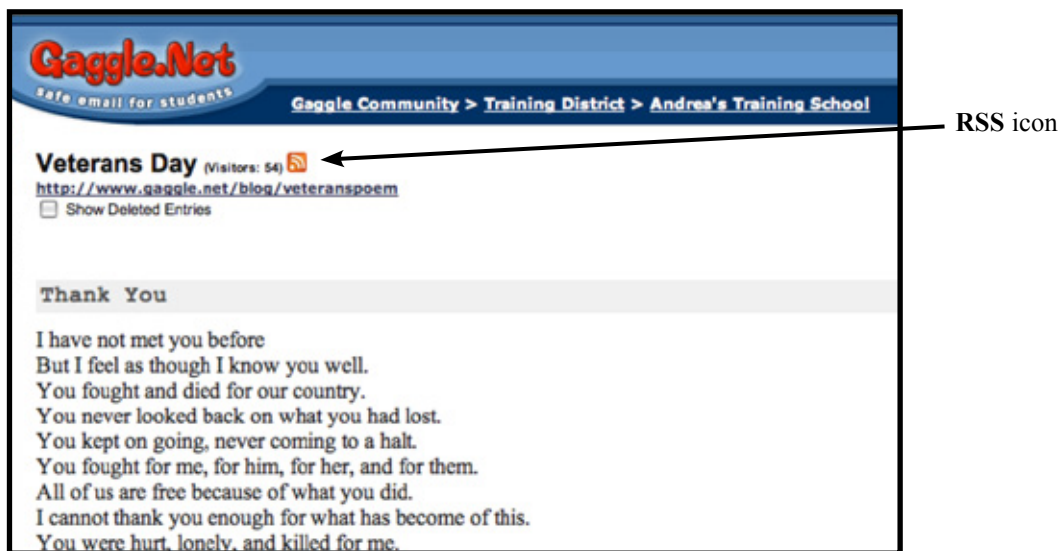 Gaggle.Net
safe email for students
Gaggle Community > Training District > Andrea's Training School
RSS icon
Veterans Day (Visitors: 54)
http://www.gaggle.net/blog/veteranspoem
Show Deleted Entries
Thank You
I have not met you before
But I feel as though I know you well.
You fought and died for our country.
You never looked back on what you had lost.
You kept on going, never coming to a halt.
You fought for me, for him, for her, and for them.
All of us are free because of what you did.
I cannot thank you enough for what has become of this.
You were hurt, lonely, and killed for me.